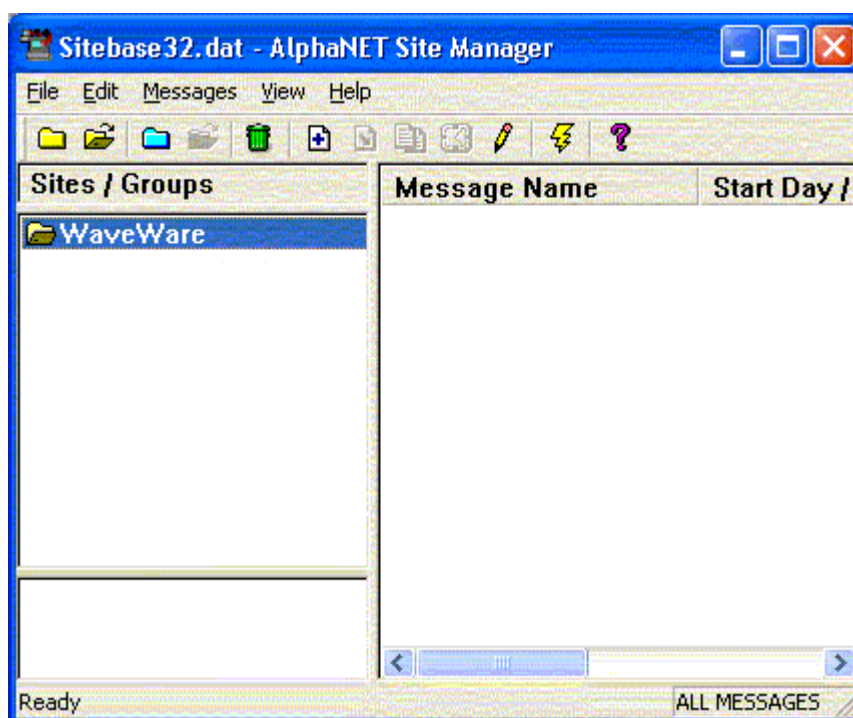 Sitebase32.dat - AlphaNET Site Manager
File Edit Messages View Help
Sites / Groups
Message Name Start Day /
WaveWare
Ready ALL MESSAGES